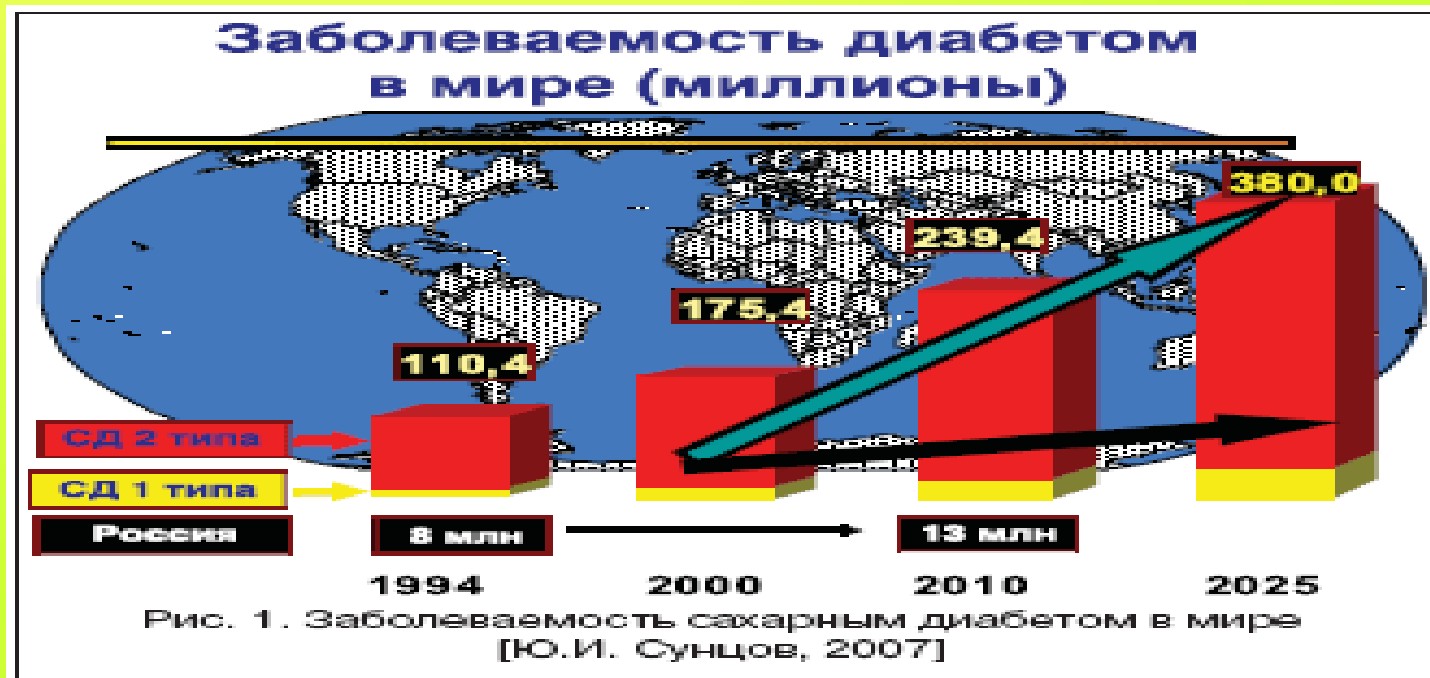 Заболеваемость диабетом
в мире (миллионы)
380,0
239,4
175,4
110,4
СД 2 типа
СД 1 типа
Россия
8 млн
13 млн
1994 2000 2010 2025
Рис. 1. Заболеваемость сахарным диабетом в мире
[Ю.И. Сунцов, 2007]